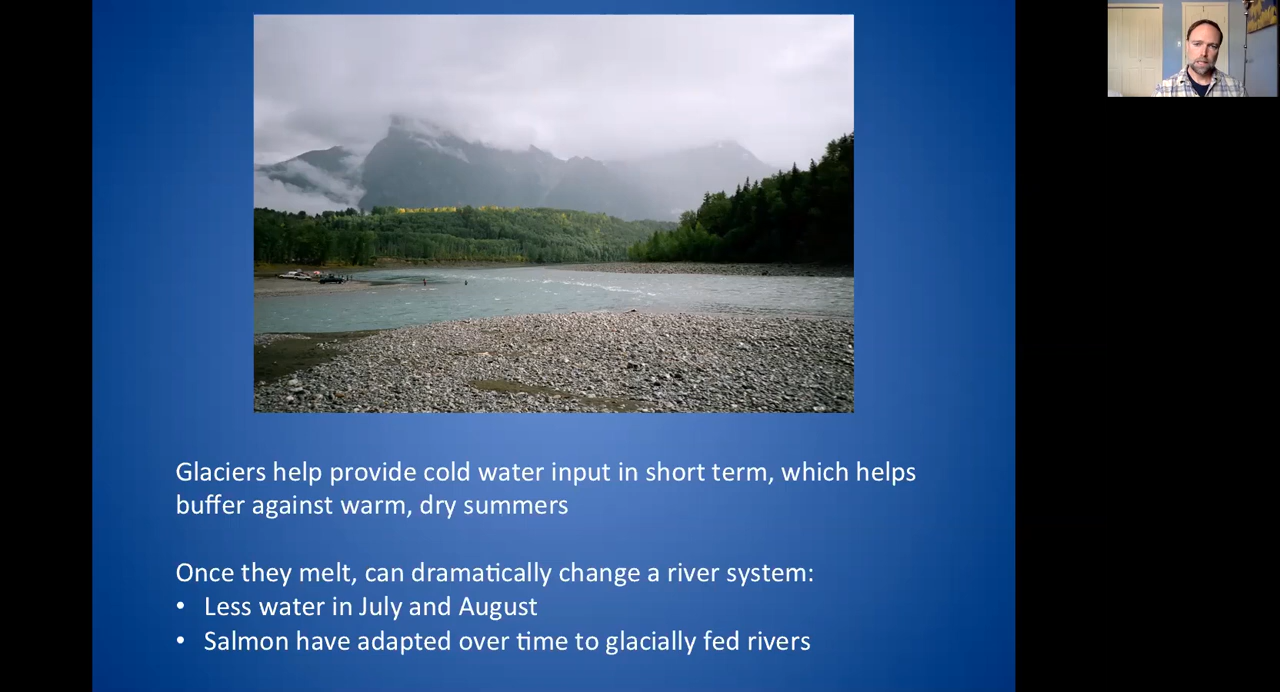 Glaciers help provide cold water input in short term, which helps
buffer against warm, dry summers
Once they melt, can dramatically change a river system:
• Less water in July and August
• Salmon have adapted over time to glacially fed rivers